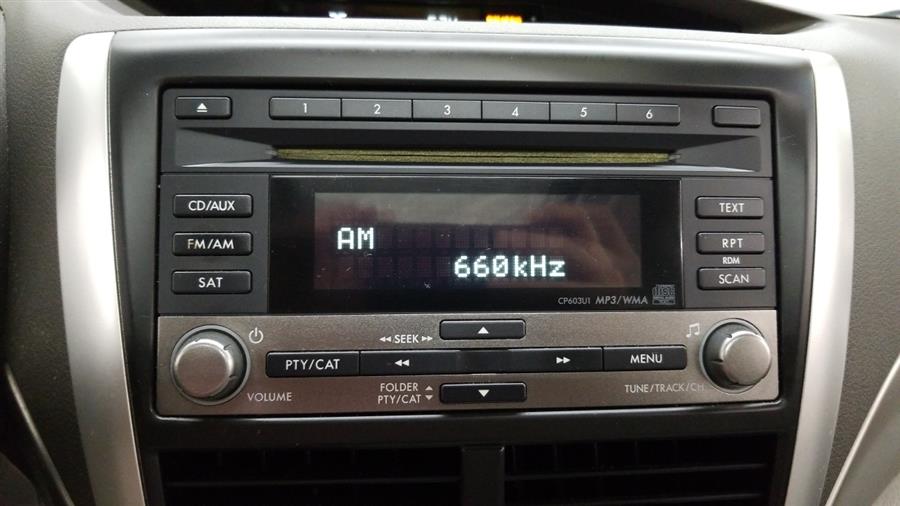 1 2 3 4 5 6
CD/AUX
TEXT
FM/AM
AM
RPT
RDM
660kHz
SAT
SCAN
CP603U1 MP3/WMA
SEEK
PTY/CAT
MENU
VOLUME
FOLDER
PTY/CAT
TUNE/TRACK/CH